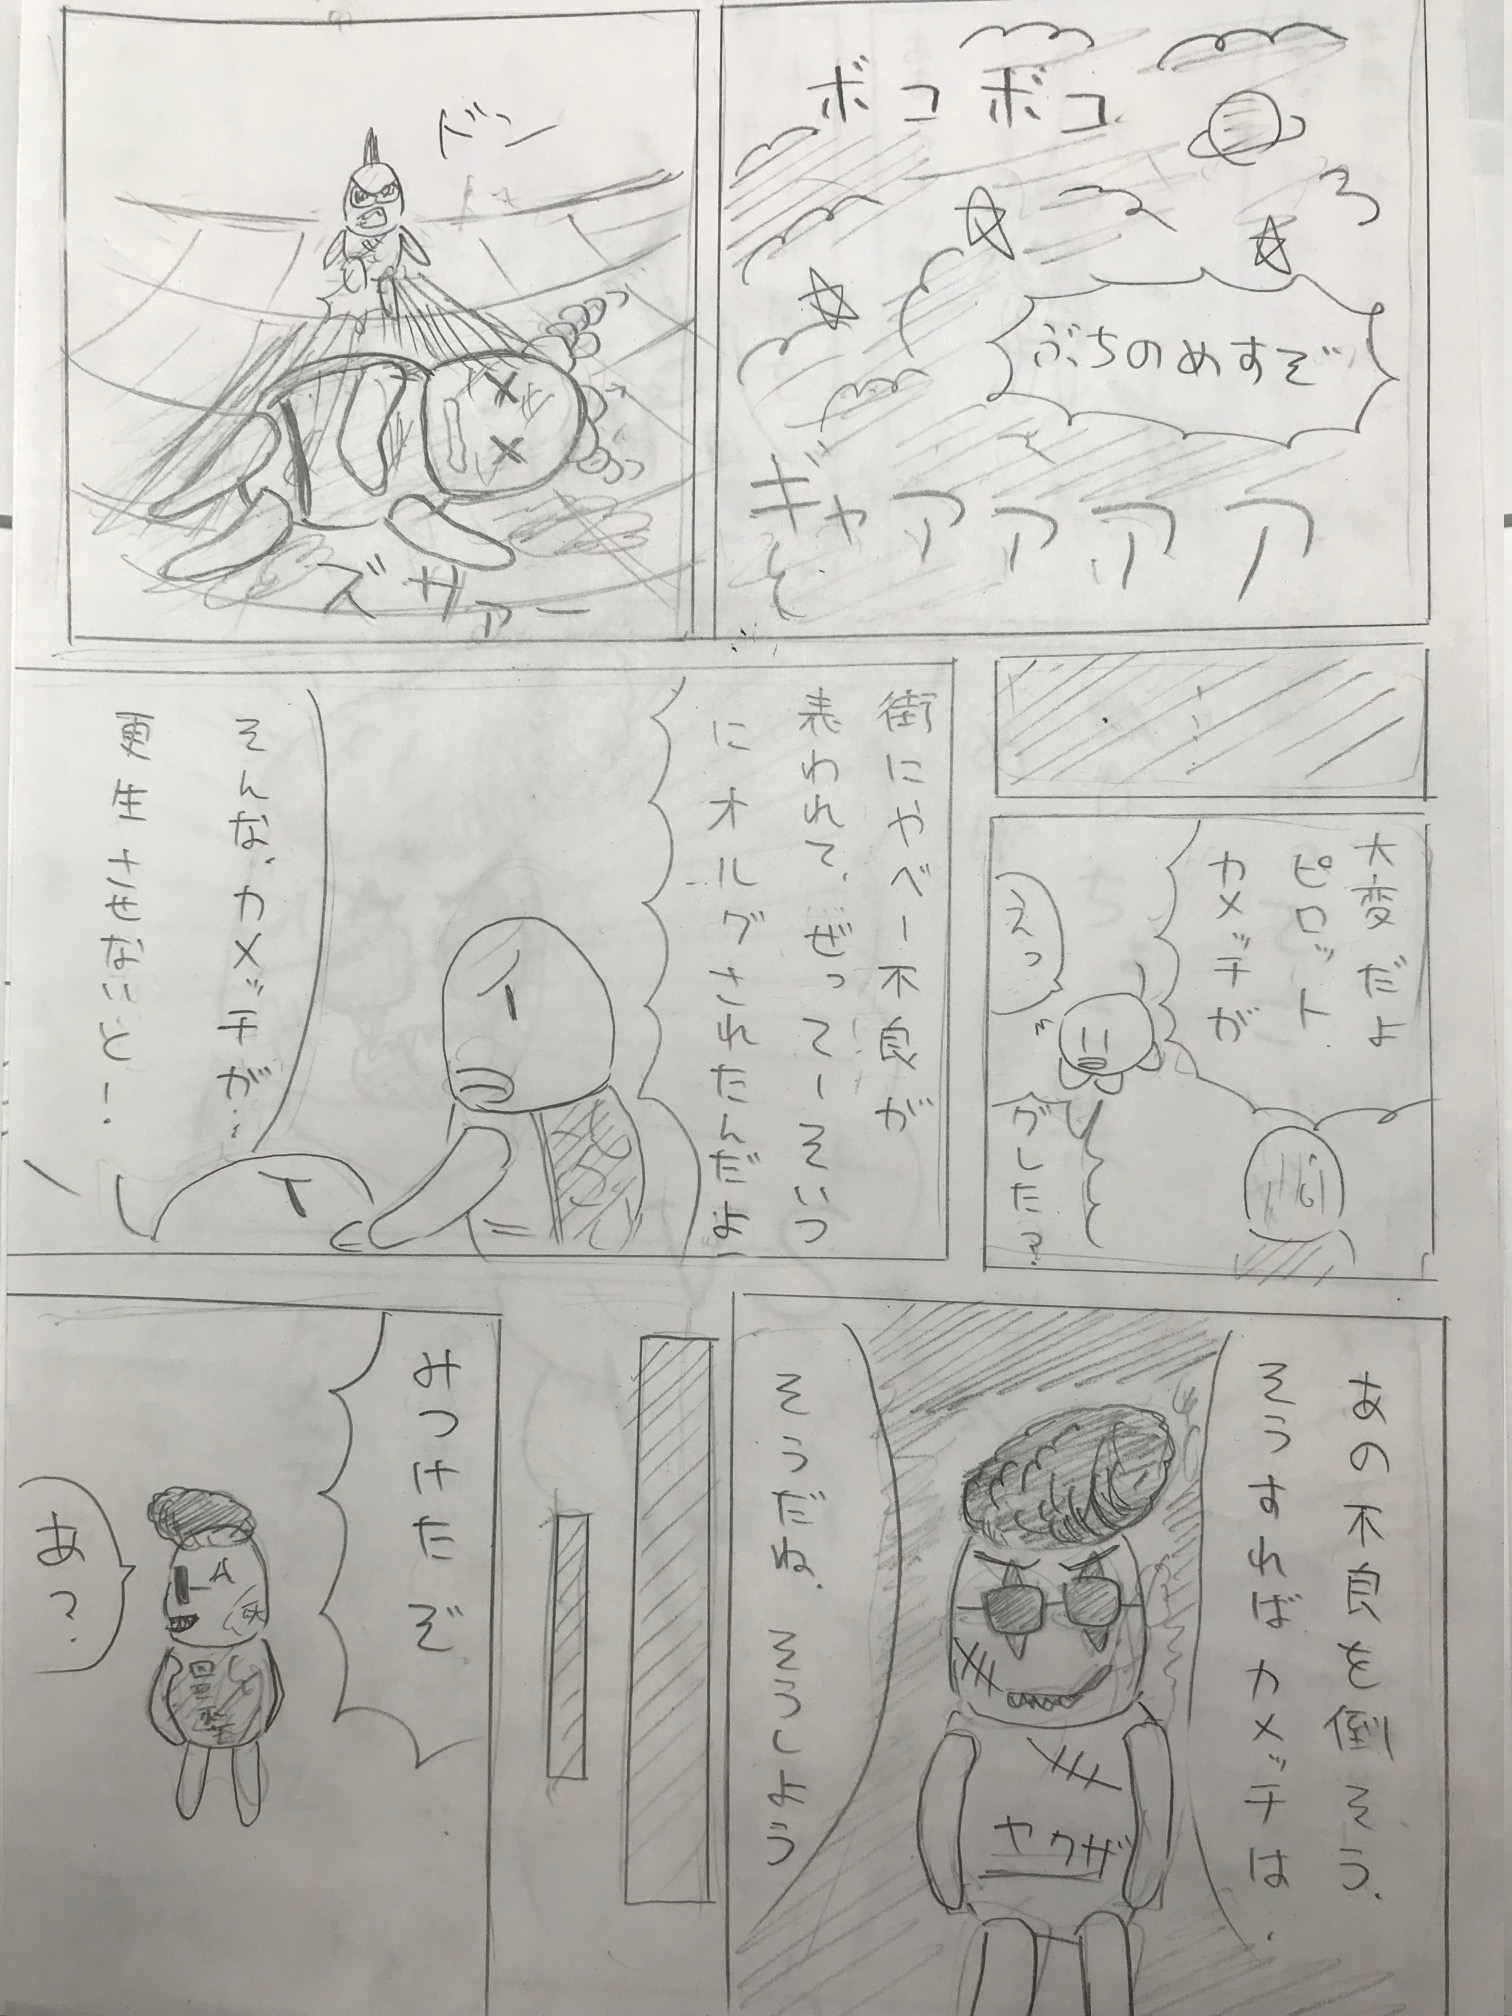 ボコボコ
ろ
ぶちのめすぞ
ギャアアアア
ドン
ズサァー
大変だよ
ピロット
カメッチが
えっ
グレた?
街にやべー不良が
表われて、ぜってーそいつ
にオルグされたんだよ
そんな、カメッチが…
更生させないと!
あの不良を倒そう、
そうすればカメッチは、
ヤクザ
そうだね、そうしよう
みつけたぞ
あ?